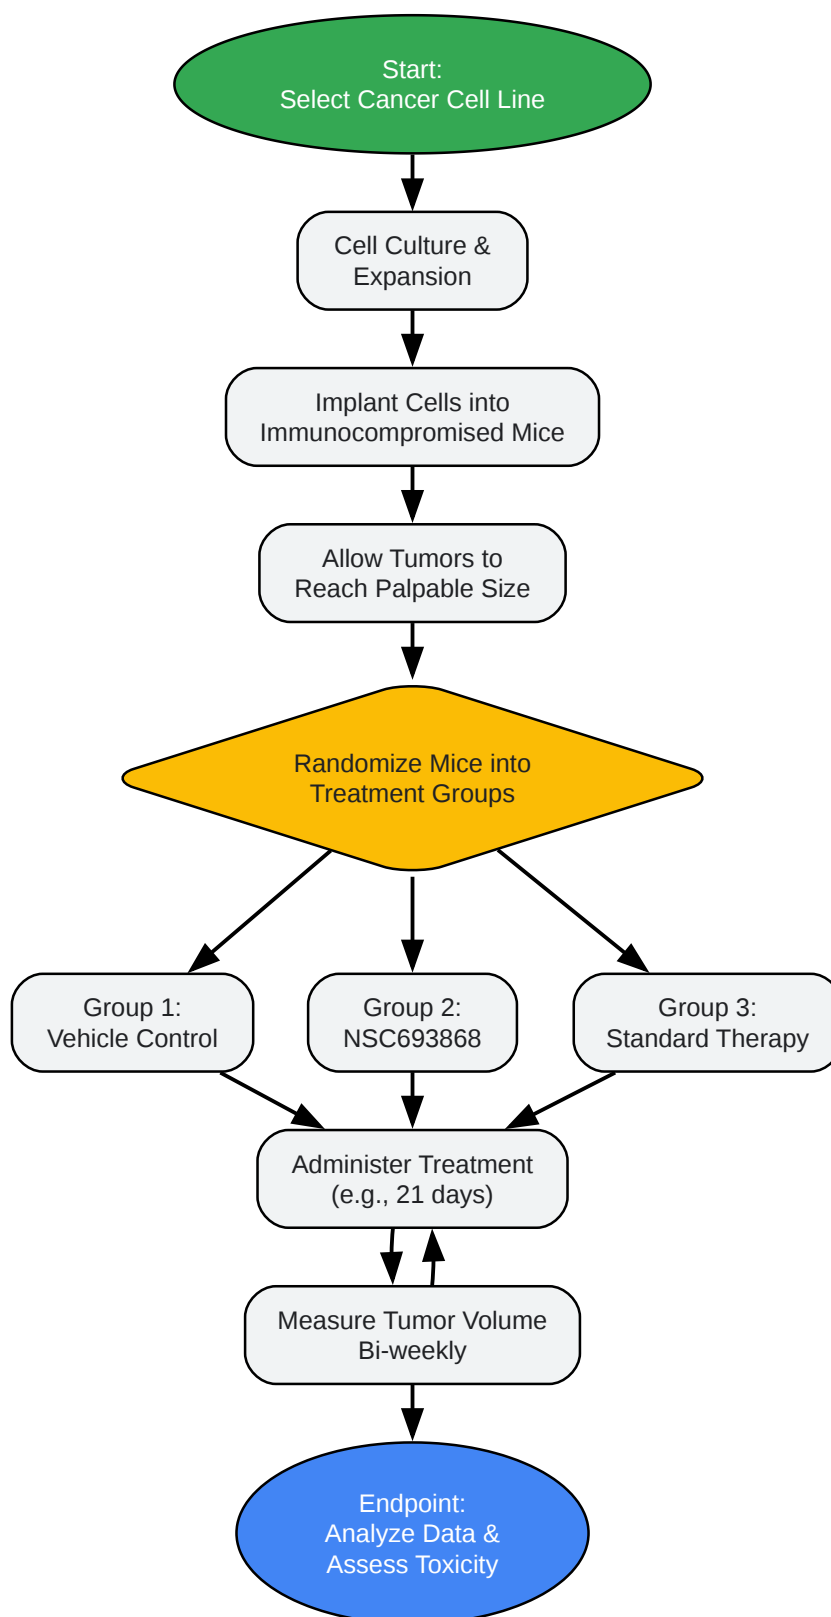 Start:
Select Cancer Cell Line
Cell Culture &
Expansion
Implant Cells into
Immunocompromised Mice
Allow Tumors to
Reach Palpable Size
Randomize Mice into
Treatment Groups
Group 1:
Vehicle Control
Group 2:
NSC693868
Group 3:
Standard Therapy
Administer Treatment
(e.g., 21 days)
Measure Tumor Volume
Bi-weekly
Endpoint:
Analyze Data &
Assess Toxicity